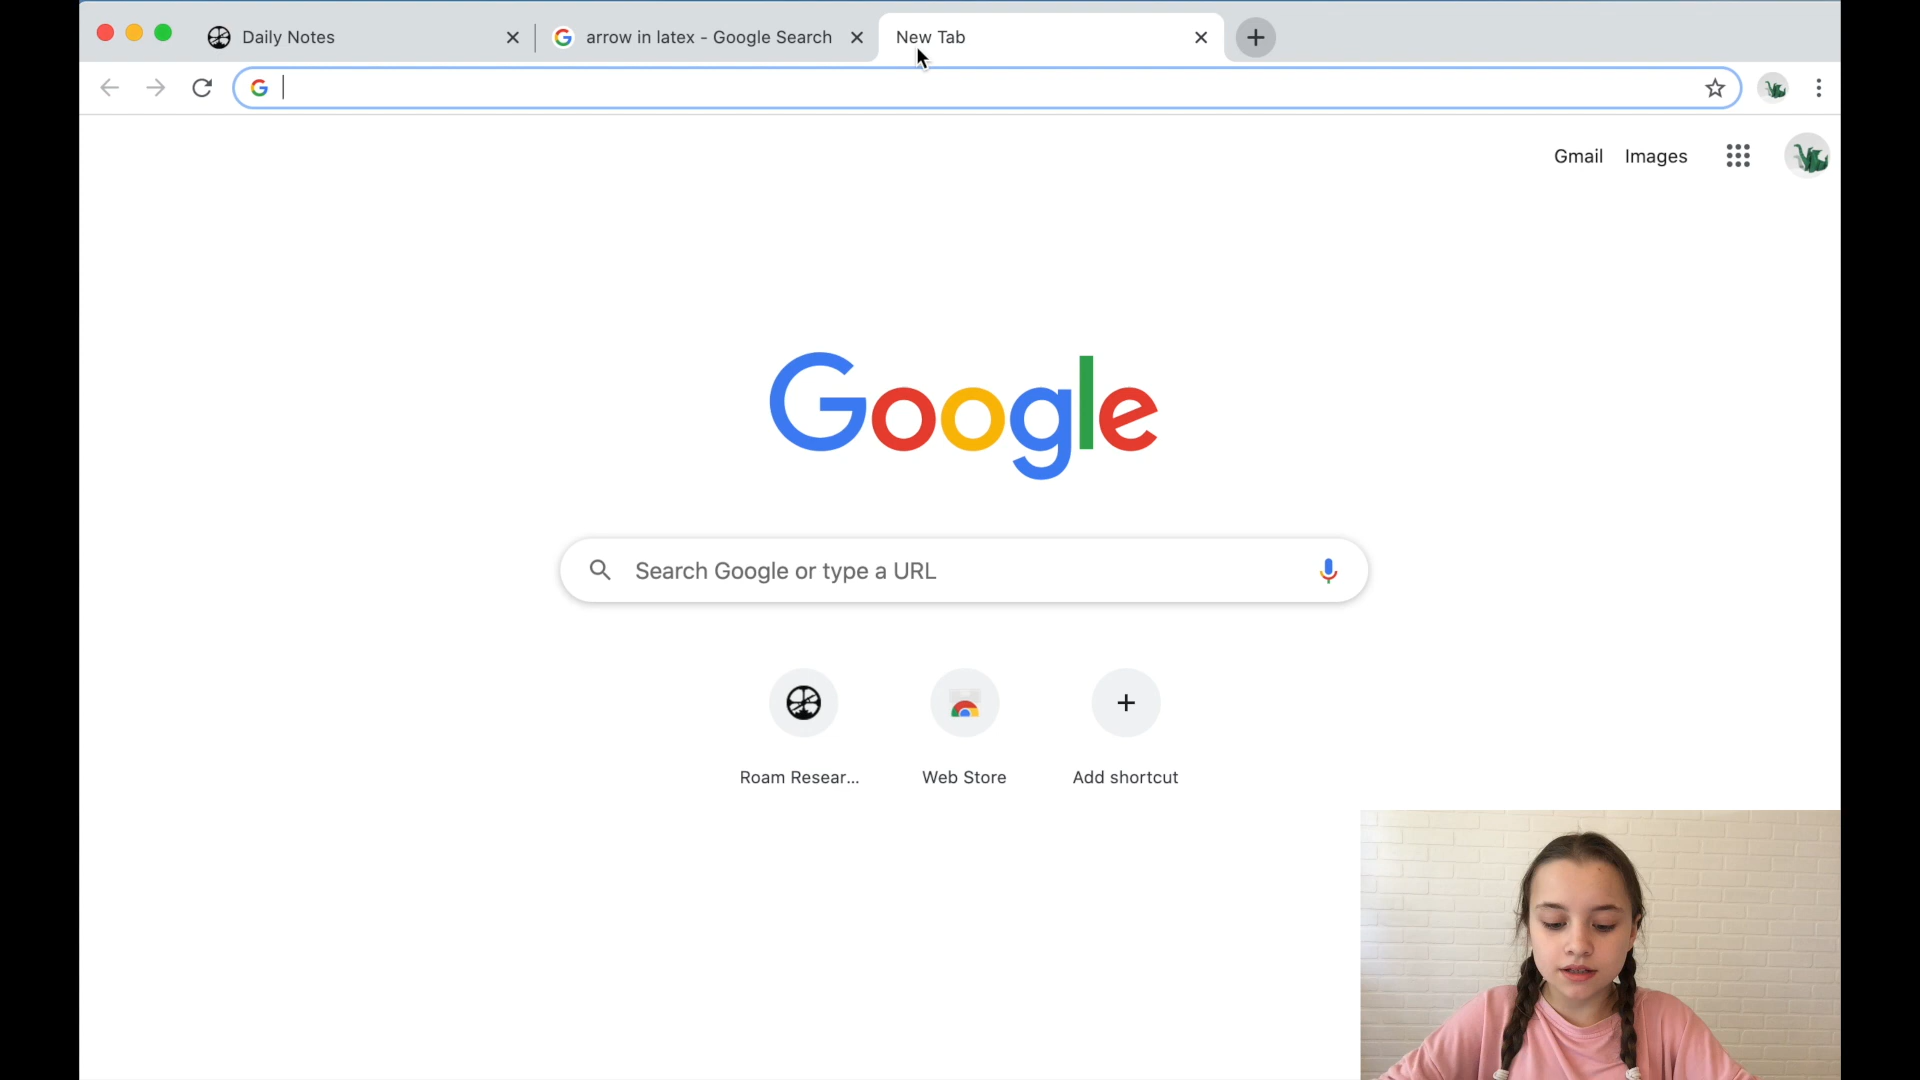 Daily Notes
arrow in latex - Google Search
New Tab
Gmail Images
Google
Search Google or type a URL
Roam Resear...
Web Store
Add shortcut